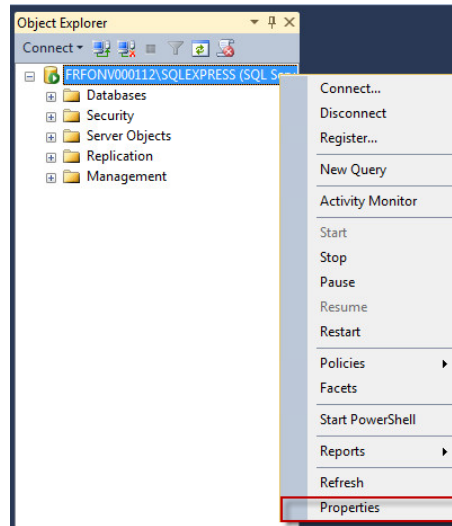 Object Explorer
Connect
FRFONV000112\SQLEXPRESS (SQL Serv
Databases
Security
Server Objects
Replication
Management
Connect...
Disconnect
Register...
New Query
Activity Monitor
Start
Stop
Pause
Resume
Restart
Policies
Facets
Start PowerShell
Reports
Refresh
Properties